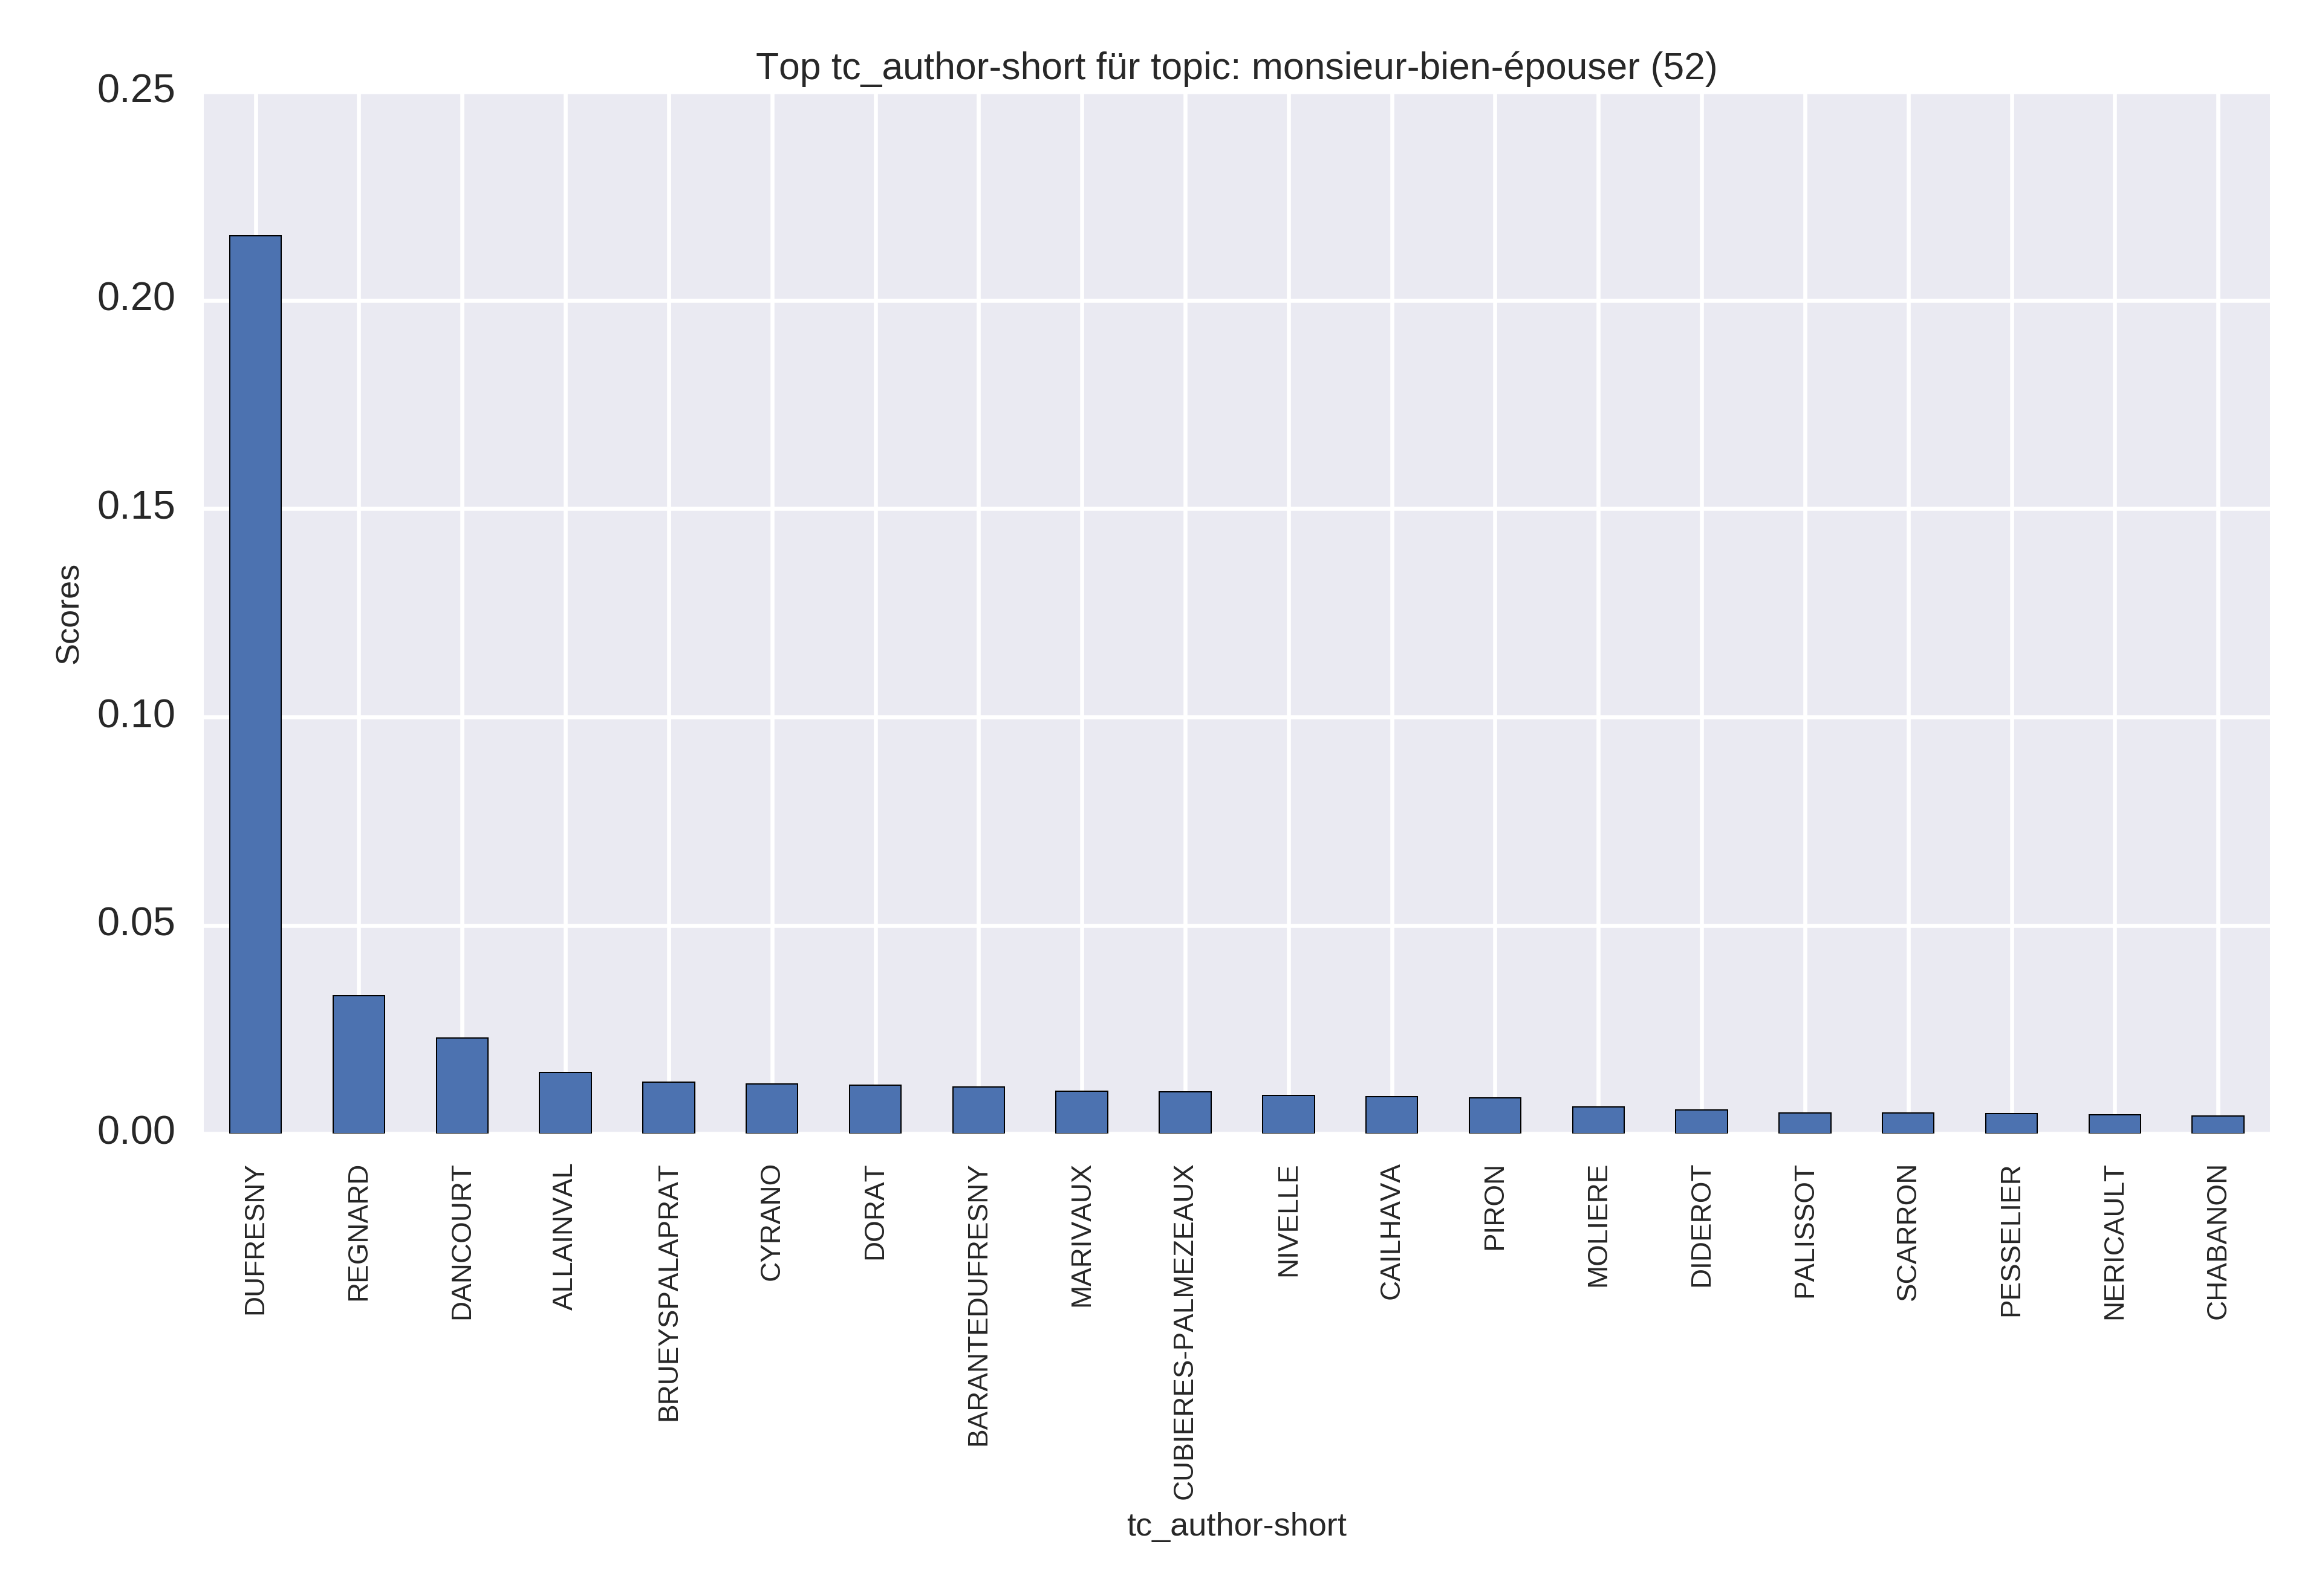 Top tc_author-short für topic: monsieur-bien-épouser (52)
0.25
0.20
0.15
0.10
0.05
0.00
Scores
DUFRESNY
REGNARD
DANCOURT
ALLAINVAL
BRUEYSPALAPRAT
CYRANO
DORAT
BARANTEDUFRESNY
MARIVAUX
CUBIERES-PALMEZEAUX
NIVELLE
CAILHAVA
PIRON
MOLIERE
DIDEROT
PALISSOT
SCARRON
PESSELIER
NERICAULT
CHABANON
tc_author-short